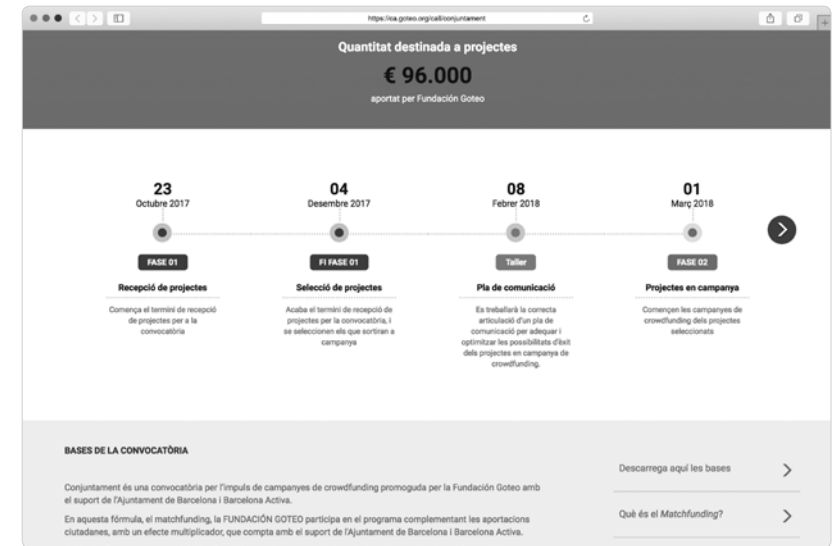 https://ca.goteo.org/call/conjuntament
Quantitat destinada a projectes
€ 96.000
aportat per Fundación Goteo
23
Octubre 2017
FASE 01
Recepció de projectes
Comença el termini de recepció
de projectes per a la
convocatòria
04
Desembre 2017
FI FASE 01
Selecció de projectes
Acaba el termini de recepció de
projectes per la convocatòria, i
se seleccionen els que sortiran a
campanya
08
Febrer 2018
Taller
Pla de comunicació
Es treballarà la correcta
articulació d'un pla de
comunicació per adequar i
optimitzar les possibilitats d'èxit
dels projectes en campanya de
crowdfunding.
01
Març 2018
FASE 02
Projectes en campanya
Comencen les campanyes de
crowdfunding dels projectes
seleccionats
BASES DE LA CONVOCATÒRIA
Conjuntament és una convocatòria per l'impuls de campanyes de crowdfunding promoguda per la Fundación Goteo amb
el suport de l'Ajuntament de Barcelona i Barcelona Activa.
En aquesta fórmula, el matchfunding, la FUNDACIÓN GOTEO participa en el programa complementant les aportacions
ciutadanes, amb un efecte multiplicador, que compta amb el suport de l'Ajuntament de Barcelona i Barcelona Activa.
Descarrega aquí les bases
Què és el Matchfunding?